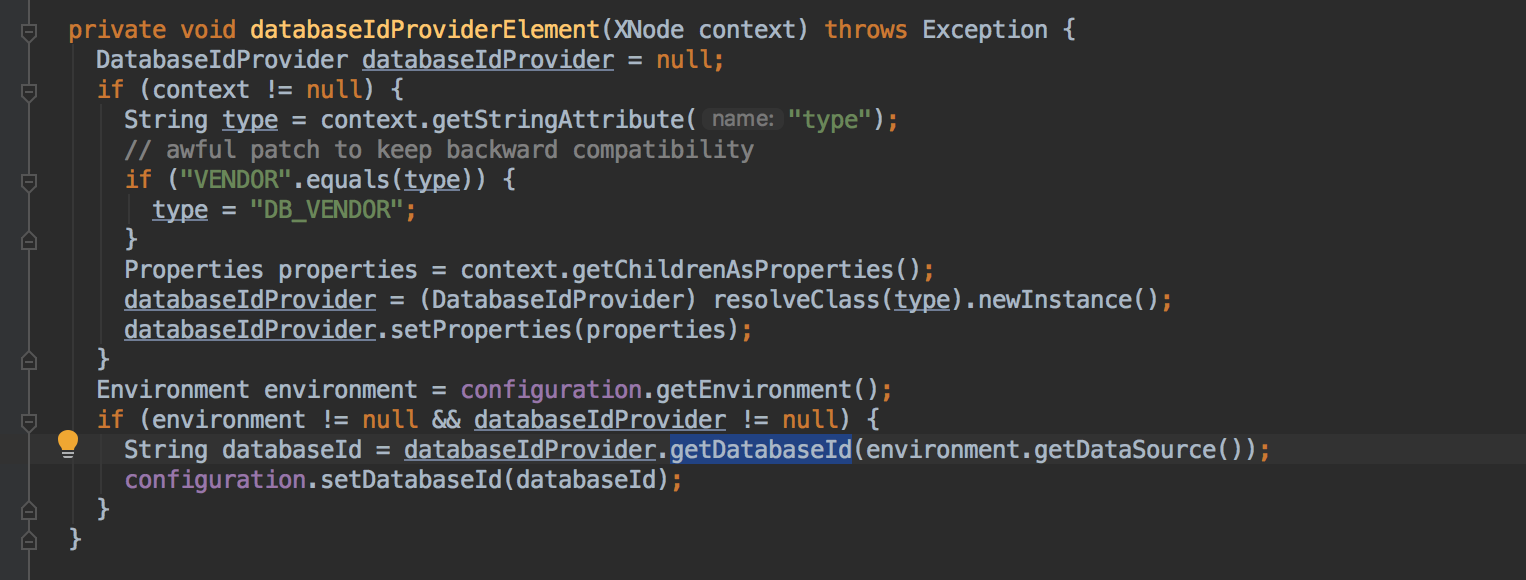 private void databaseIdProviderElement(XNode context) throws Exception {
DatabaseIdProvider databaseIdProvider = null;
if (context != null) {
String type = context.getStringAttribute( name: "type");
// awful patch to keep backward compatibility
if ("VENDOR".equals(type)) {
type = "DB_VENDOR";
}
Properties properties = context.getChildrenAsProperties();
databaseIdProvider = (DatabaseIdProvider) resolveClass(type).newInstance();
databaseIdProvider.setProperties(properties);
}
Environment environment = configuration.getEnvironment();
if (environment != null && databaseIdProvider != null) {
String databaseId = databaseIdProvider.getDatabaseId(environment.getDataSource());
configuration.setDatabaseId(databaseId);
}
}